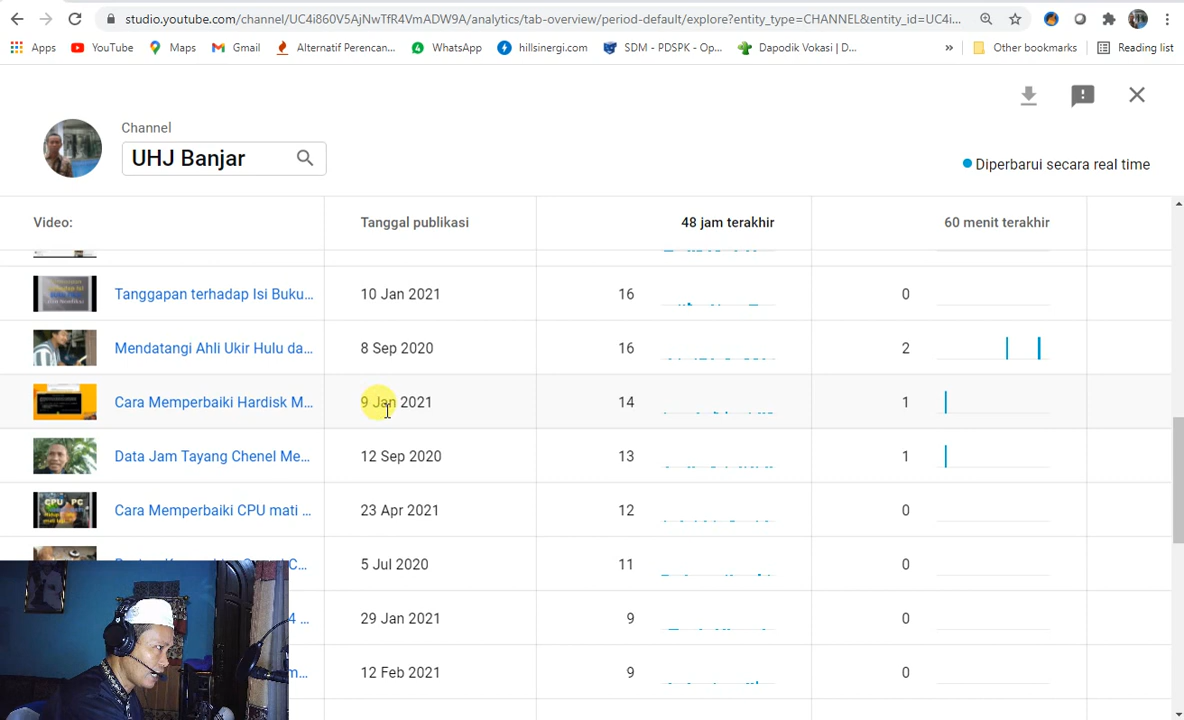 studio.youtube.com/channel/UC4i860V5AjNwTfR4VmADW9A/analytics/tab-overview/period-default/explore?entity_type=CHANNEL&entity_id=UC4i...
Apps YouTube Maps Gmail Alternatif Perencan... WhatsApp hillsinergi.com SDM - PDSPK - Op... Dapodik Vokasi | D... » Other bookmarks Reading list
Channel
UHJ Banjar
Diperbarui secara real time
Video: Tanggal publikasi 48 jam terakhir 60 menit terakhir
Tanggapan terhadap Isi Buku... 10 Jan 2021 16 0
Mendatangi Ahli Ukir Hulu da... 8 Sep 2020 16 2
Cara Memperbaiki Hardisk M... 9 Jan 2021 14 1
Data Jam Tayang Chenel Me... 12 Sep 2020 13 1
Cara Memperbaiki CPU mati ... 23 Apr 2021 12 0
C... 5 Jul 2020 11 0
4 ... 29 Jan 2021 9 0
m... 12 Feb 2021 9 0